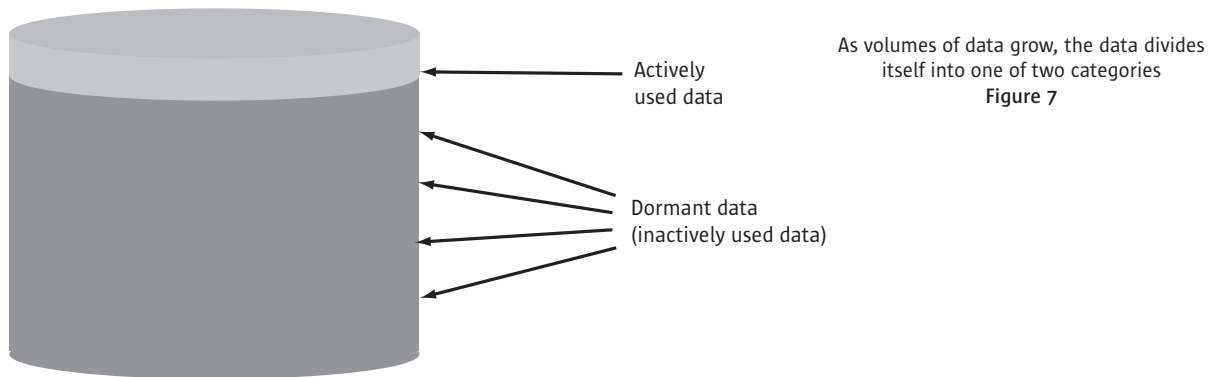 Actively
used data
As volumes of data grow, the data divides
itself into one of two categories
Figure 7
Dormant data
(inactively used data)